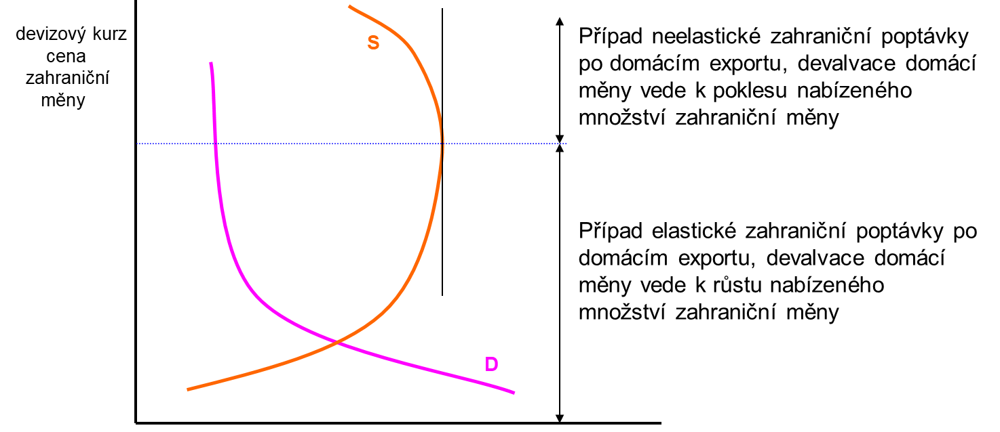 devizový kurz
cena
zahraniční
měny
S
D
Případ neelastické zahraniční poptávky
po domácím exportu, devalvace domácí
měny vede k poklesu nabízeného
množství zahraniční měny
Případ elastické zahraniční poptávky po
domácím exportu, devalvace domácí
měny vede k růstu nabízeného
množství zahraniční měny